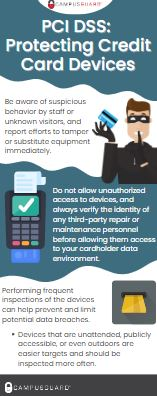 CAMPUSGUARD
PCI DSS:
Protecting Credit
Card Devices
Be aware of suspicious
behavior by staff or
unknown visitors, and
report efforts to tamper
or substitute equipment
immediately.
Do not allow unauthorized
access to devices, and
always verify the identity of
any third-party repair or
maintenance personnel
before allowing them access
to your cardholder data
environment.
Performing frequent
inspections of the devices
can help prevent and limit
potential data breaches.
• Devices that are unattended, publicly
accessible, or even outdoors are
easier targets and should be
inspected more often.
CAMPUSGUARD